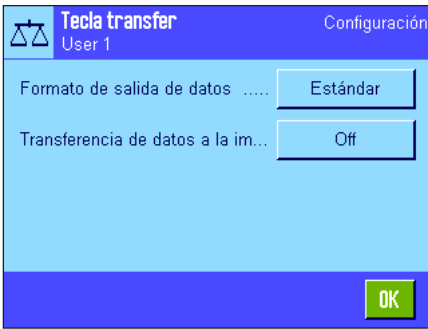 Tecla transfer
Configuración
User 1
Formato de salida de datos ..... Estándar
Transferencia de datos a la im... Off
OK